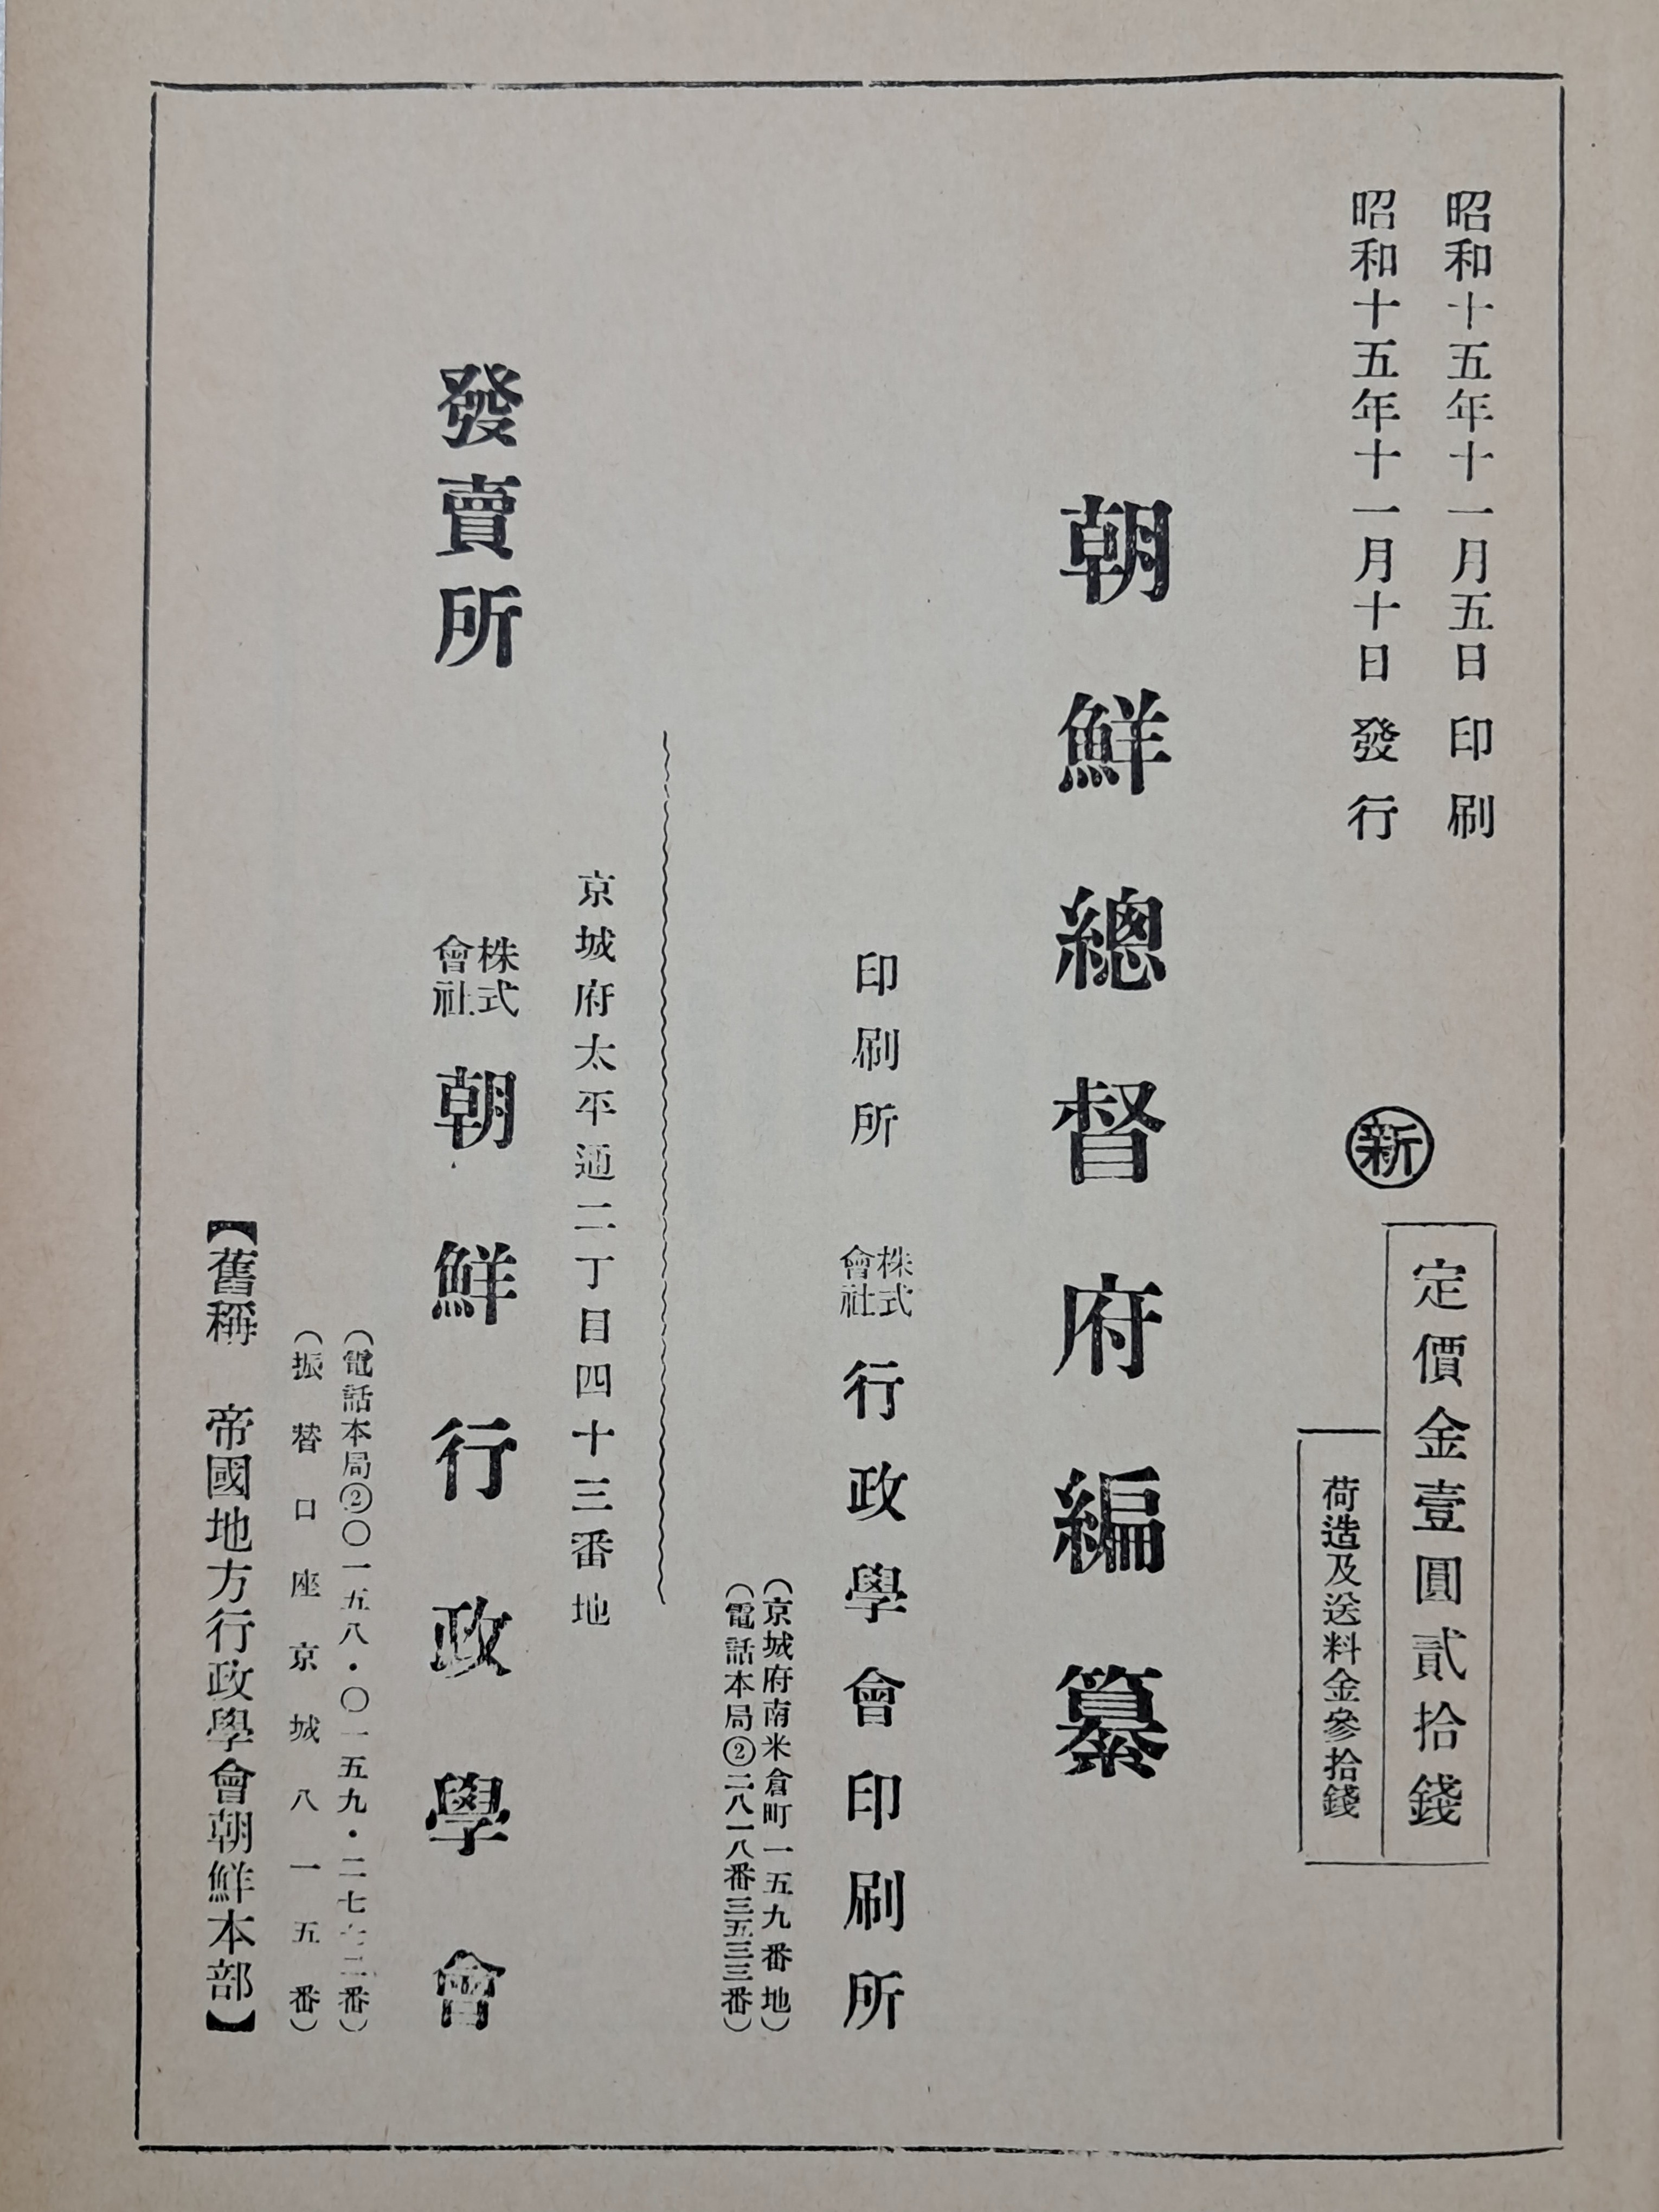 昭和十五年十一月五日印刷
昭和十五年十一月十日發行
新
定價金壹圓貳拾錢
荷造及送料金參拾錢
朝鮮總督府編纂
印刷所
株式會社
行政學會印刷所
(京城府南米倉町一五九番地)
(電話本局②二八一八番三五三三番)
京城府太平通二丁目四十三番地
發賣所
株式會社
朝鮮行政學會
(電話本局②〇一五八・〇一五九・二七七二番)
(振替口座京城八一五番)
【舊稱 帝國地方行政學會朝鮮本部】